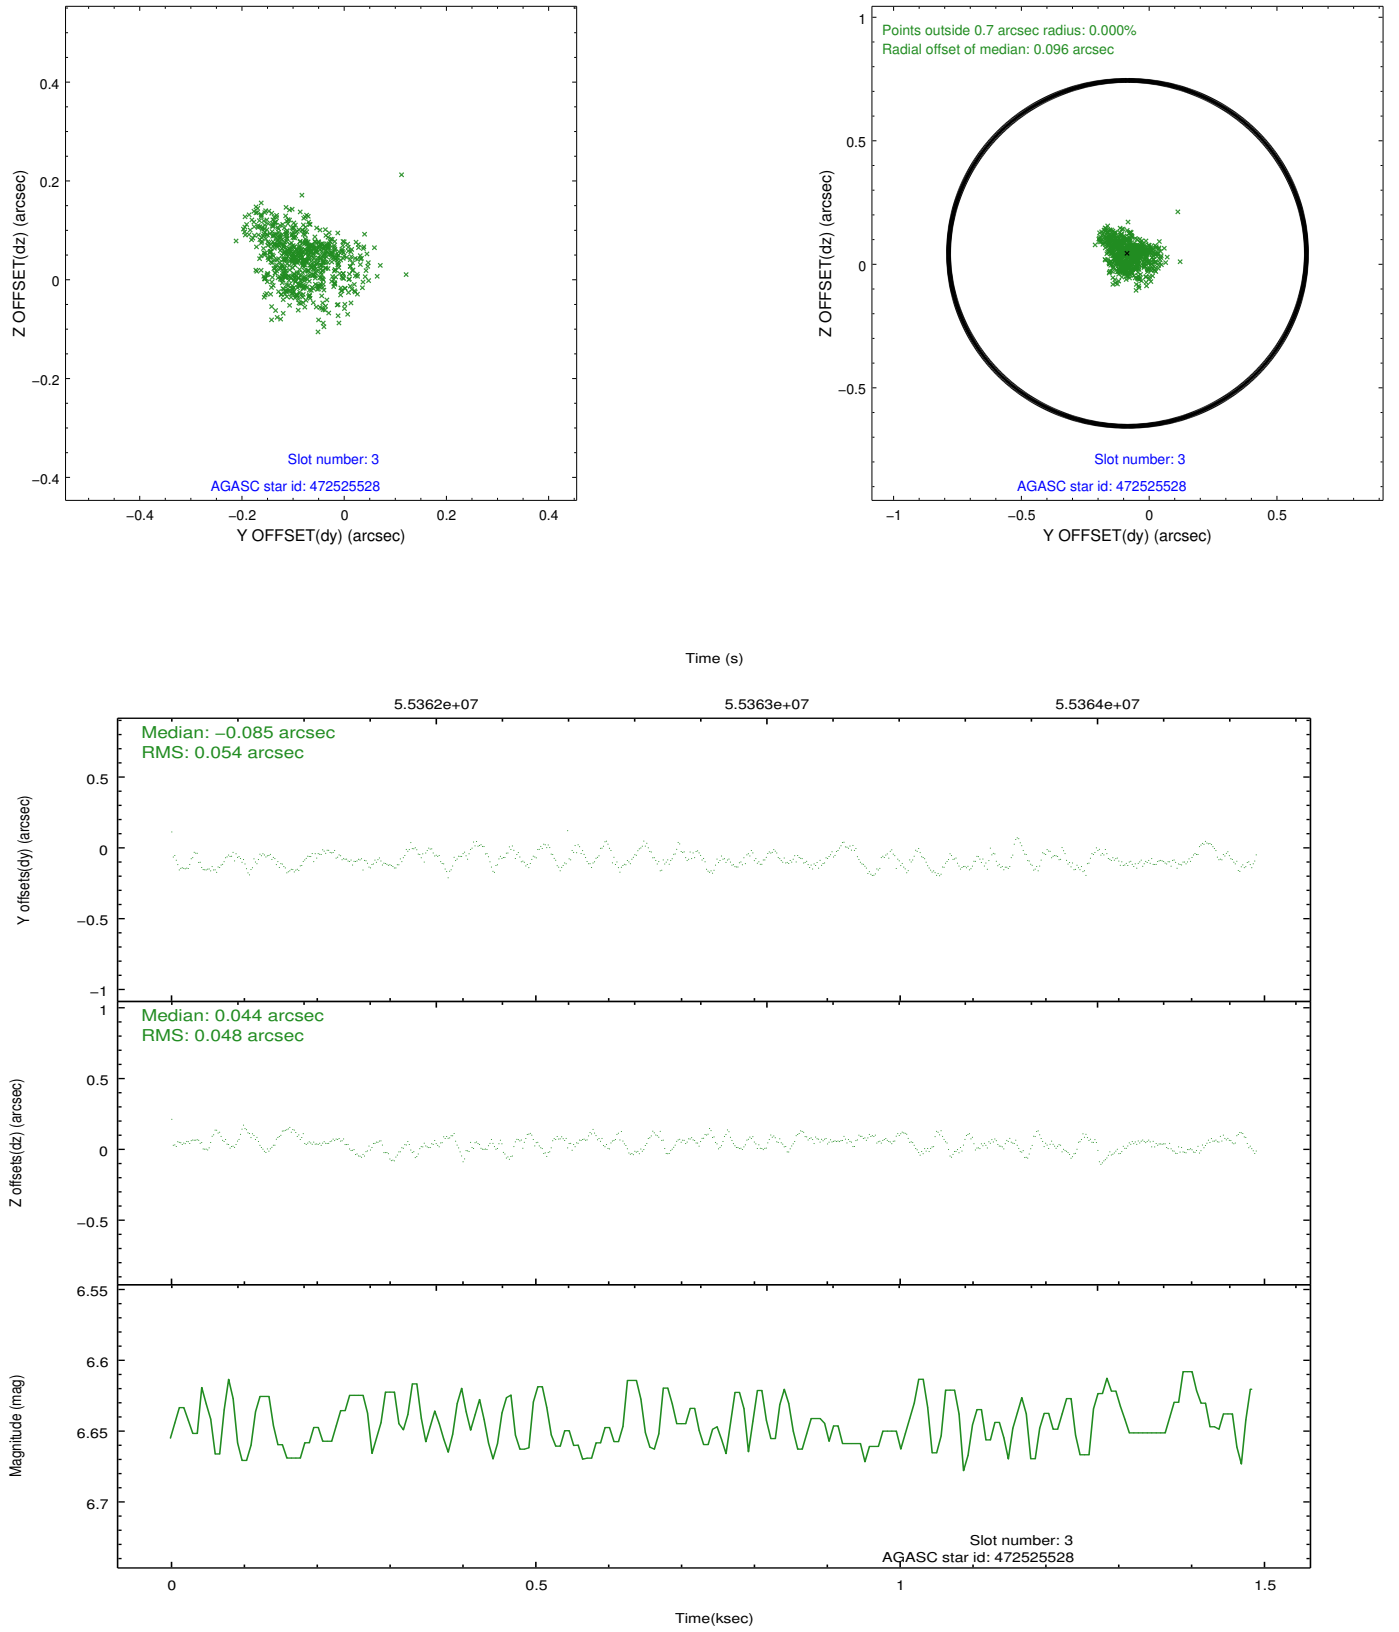 0.4
0.2
0
−0.2
−0.4
Z OFFSET(dz) (arcsec)
Slot number: 3
AGASC star id: 472525528
−0.4
−0.2
0
0.2
0.4
Y OFFSET(dy) (arcsec)
Points outside 0.7 arcsec radius: 0.000%
Radial offset of median: 0.096 arcsec
1
0.5
0
−0.5
Z OFFSET(dz) (arcsec)
Slot number: 3
AGASC star id: 472525528
−1
−0.5
0
0.5
Y OFFSET(dy) (arcsec)
Time (s)
5.5362e+07
5.5363e+07
5.5364e+07
Median: −0.085 arcsec
RMS: 0.054 arcsec
0.5
0
−0.5
−1
Y offsets(dy) (arcsec)
Median: 0.044 arcsec
RMS: 0.048 arcsec
1
0.5
0
−0.5
Z offsets(dz) (arcsec)
6.55
6.6
6.65
6.7
Magnitude (mag)
Slot number: 3
AGASC star id: 472525528
0
0.5
1
1.5
Time(ksec)